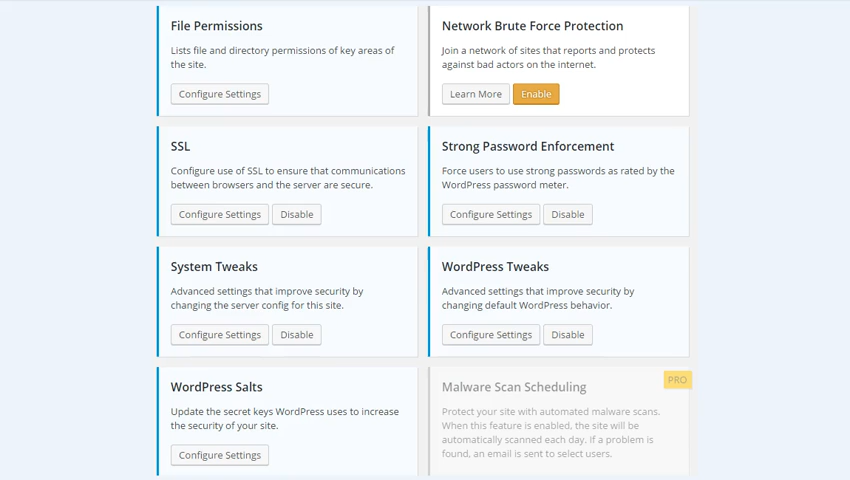 File Permissions
Lists file and directory permissions of key areas of
the site.
Configure Settings
Network Brute Force Protection
Join a network of sites that reports and protects
against bad actors on the internet.
Learn More
Enable
SSL
Configure use of SSL to ensure that communications
between browsers and the server are secure.
Configure Settings
Disable
Strong Password Enforcement
Force users to use strong passwords as rated by the
WordPress password meter.
Configure Settings
Disable
System Tweaks
Advanced settings that improve security by
changing the server config for this site.
Configure Settings
Disable
WordPress Tweaks
Advanced settings that improve security by
changing default WordPress behavior.
Configure Settings
Disable
WordPress Salts
Update the secret keys WordPress uses to increase
the security of your site.
Configure Settings
PRO
Malware Scan Scheduling
Protect your site with automated malware scans.
When this feature is enabled, the site will be
automatically scanned each day. If a problem is
found, an email is sent to select users.